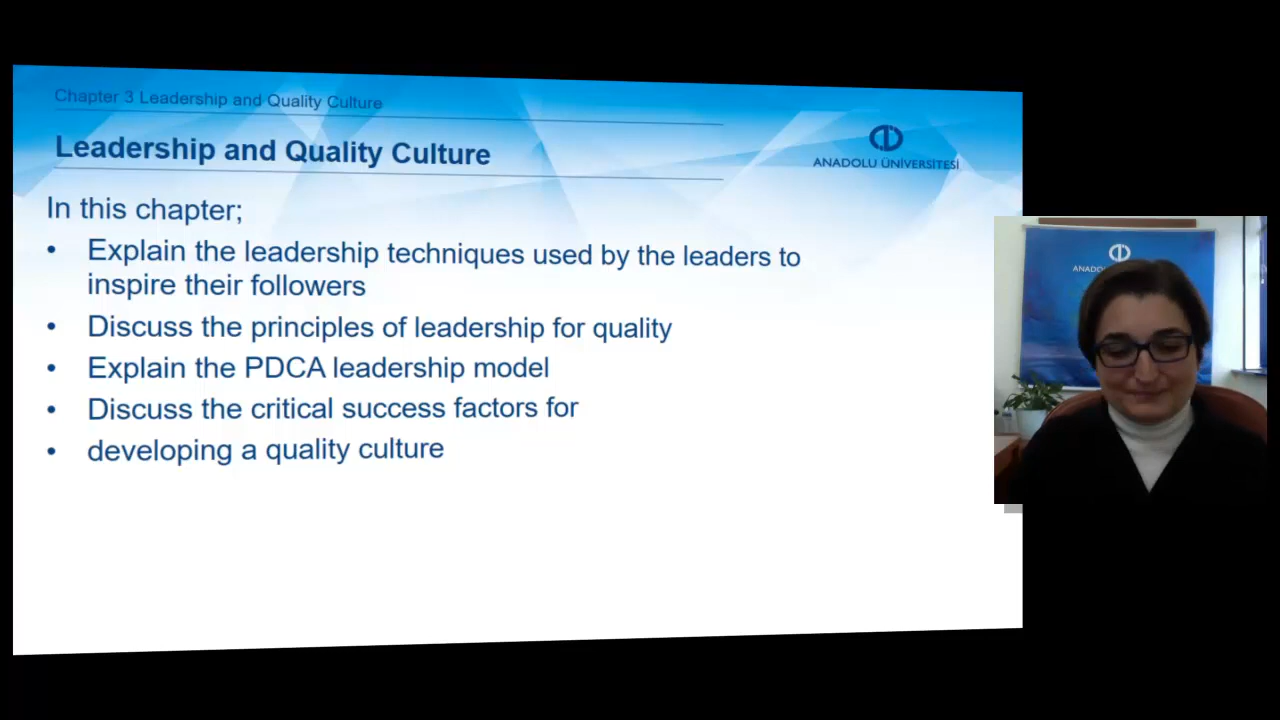 Chapter 3 Leadership and Quality Culture
Leadership and Quality Culture
ANADOLU ÜNİVERSİTESİ
In this chapter;
• Explain the leadership techniques used by the leaders to
inspire their followers
• Discuss the principles of leadership for quality
• Explain the PDCA leadership model
• Discuss the critical success factors for
• developing a quality culture